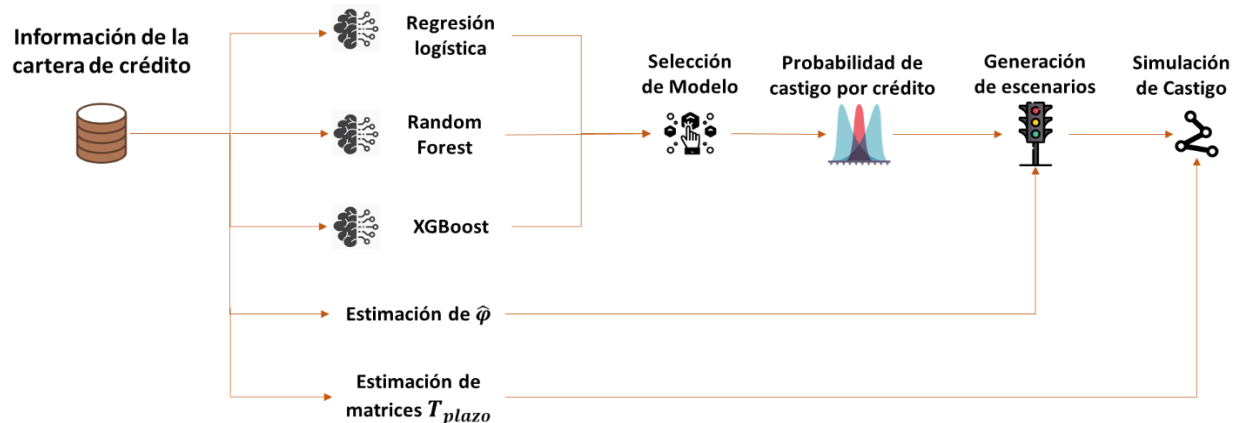 Información de la
cartera de crédito
Regresión
logística
Random
Forest
XGBoost
Estimación de φ̂
Estimación de
matrices T_plazo
Selección
de Modelo
Probabilidad de
castigo por crédito
Generación
de escenarios
Simulación
de Castigo